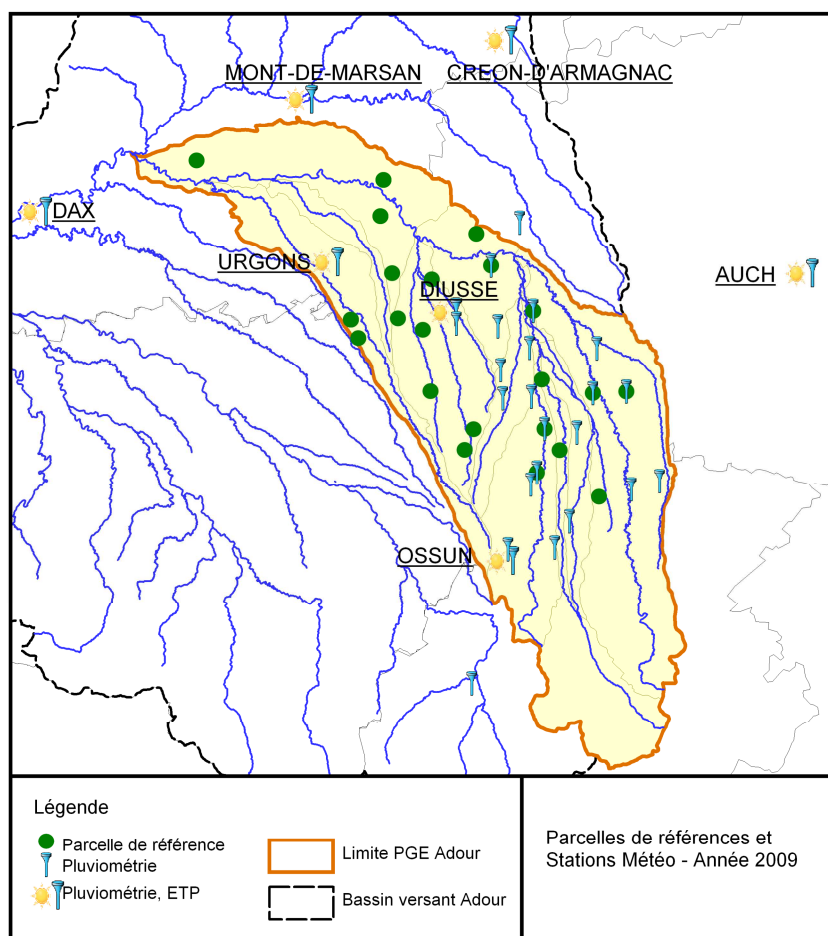 MONT-DE-MARSAN
CREON-D'ARMAGNAC
DAX
URGONS
DIUSSE
AUCH
OSSUN
Légende
Parcelle de référence
Pluviométrie
Pluviométrie, ETP
Limite PGE Adour
Bassin versant Adour
Parcelles de références et
Stations Météo - Année 2009